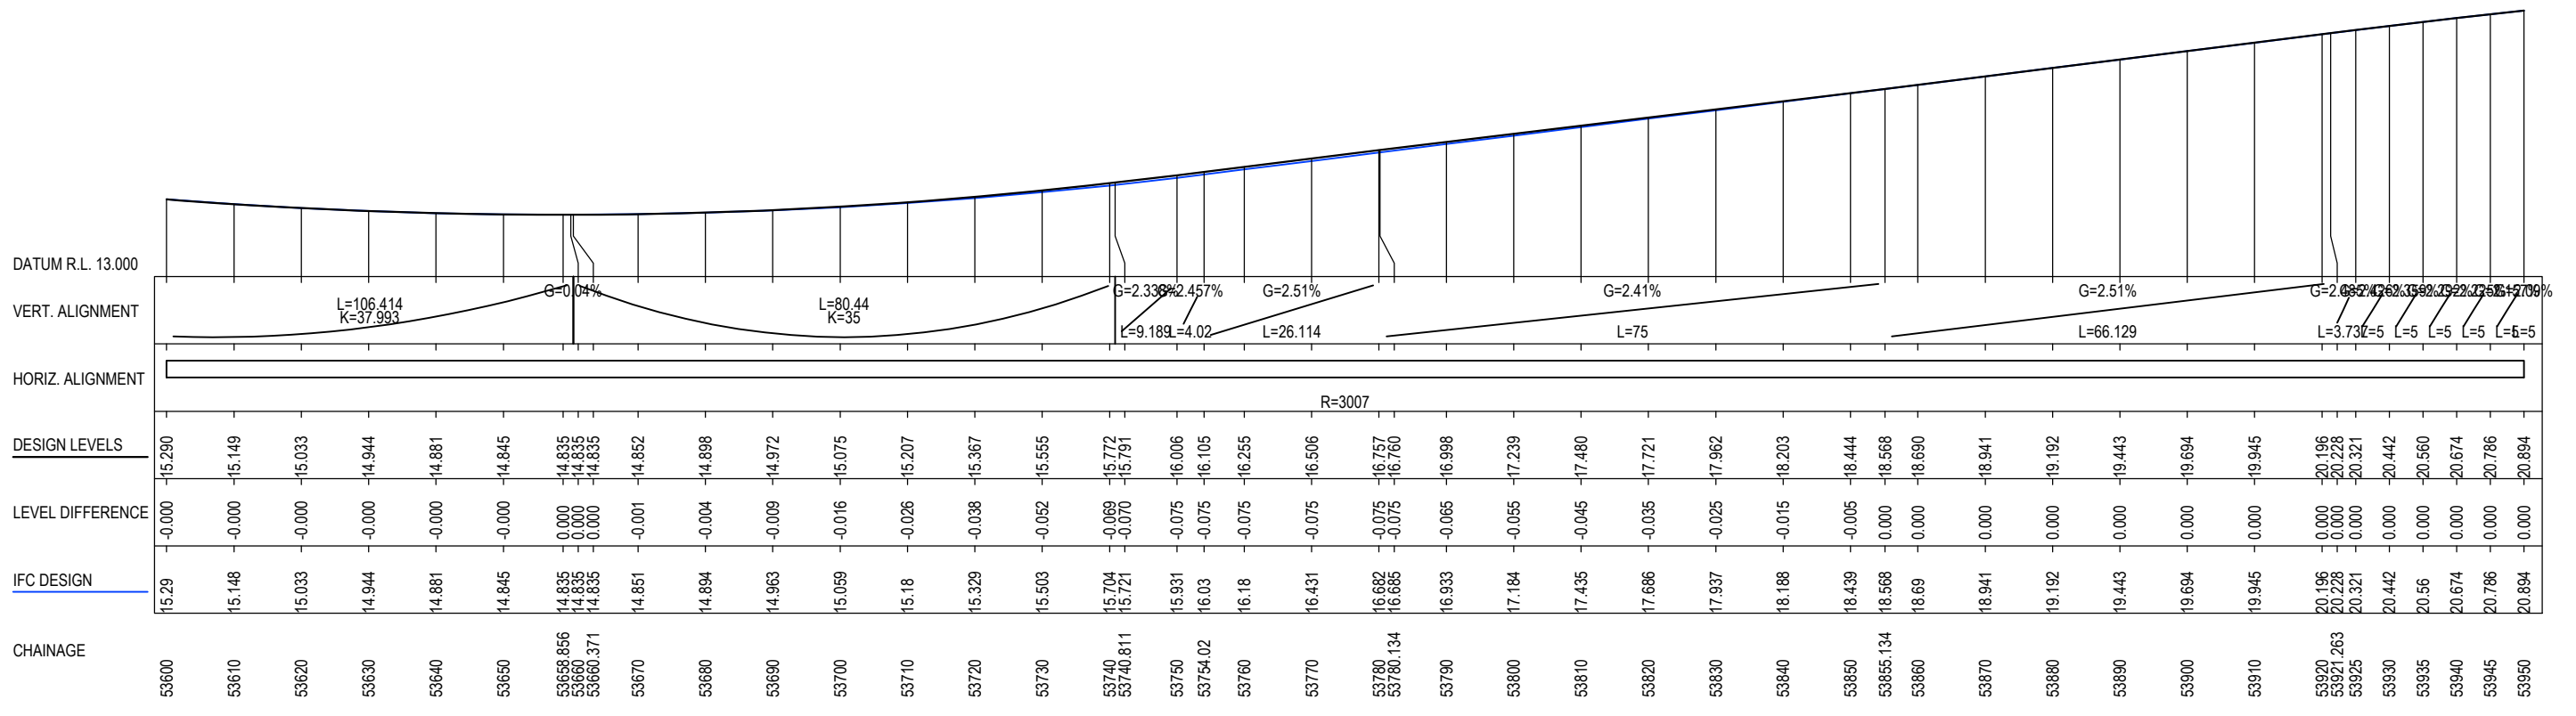 DATUM R.L. 13.000
VERT. ALIGNMENT
L=106.414
K=37.993
G=0.04%
L=80.44
K=35
G=2.338% G=2.457% G=2.51% G=2.41% G=2.51%
L=9.189 L=4.02 L=26.114 L=75 L=66.129 L=3.737 L=5 L=5 L=5 L=5 L=5 L=5
HORIZ. ALIGNMENT
R=3007
DESIGN LEVELS
15.290 15.149 15.033 14.944 14.881 14.845 14.835 14.835 14.835 14.852 14.898 14.972 15.075 15.207 15.367 15.555 15.772 15.791 16.006 16.105 16.255 16.506 16.757 16.760 16.998 17.239 17.480 17.721 17.962 18.203 18.444 18.568 18.690 18.941 19.192 19.443 19.694 19.945 20.196 20.228 20.321 20.442 20.560 20.674 20.786 20.894
LEVEL DIFFERENCE
-0.000 -0.000 -0.000 -0.000 -0.000 -0.000 0.000 0.000 0.000 -0.001 -0.004 -0.009 -0.016 -0.026 -0.038 -0.052 -0.069 -0.070 -0.075 -0.075 -0.075 -0.075 -0.075 -0.075 -0.065 -0.055 -0.045 -0.035 -0.025 -0.015 -0.005 0.000 0.000 0.000 0.000 0.000 0.000 0.000 0.000 0.000 0.000 0.000 0.000 0.000 0.000 0.000
IFC DESIGN
15.29 15.148 15.033 14.944 14.881 14.845 14.835 14.835 14.835 14.851 14.894 14.963 15.059 15.18 15.329 15.503 15.704 15.721 15.931 16.03 16.18 16.431 16.682 16.685 16.933 17.184 17.435 17.686 17.937 18.188 18.439 18.568 18.69 18.941 19.192 19.443 19.694 19.945 20.196 20.228 20.321 20.442 20.56 20.674 20.786 20.894
CHAINAGE
53600 53610 53620 53630 53640 53650 53658.856 53660 53660.371 53670 53680 53690 53700 53710 53720 53730 53740 53740.811 53750 53754.02 53760 53770 53780 53780.134 53790 53800 53810 53820 53830 53840 53850 53855.134 53860 53870 53880 53890 53900 53910 53920 53921.263 53925 53930 53935 53940 53945 53950